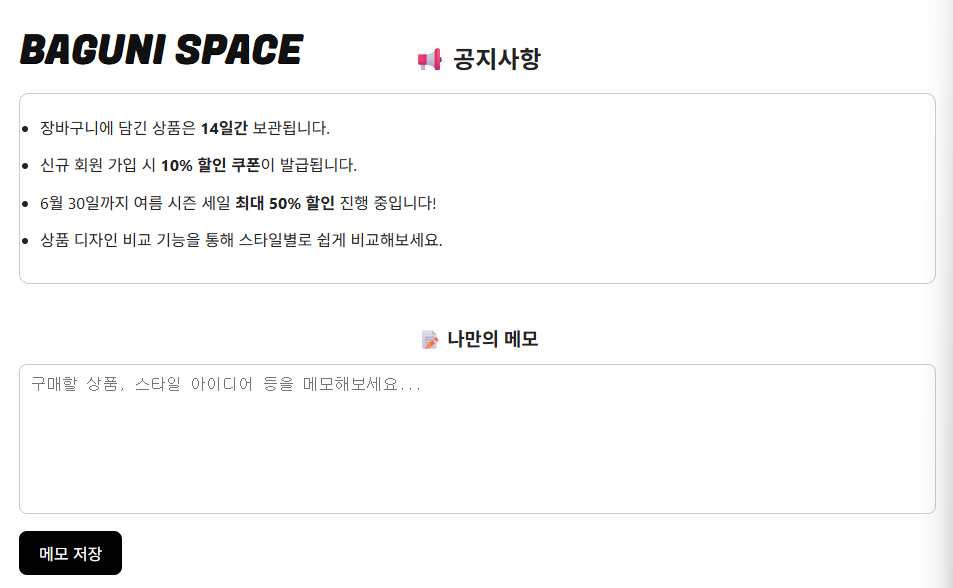 BAGUNI SPACE
📢 공지사항
• 장바구니에 담긴 상품은 14일간 보관됩니다.
• 신규 회원 가입 시 10% 할인 쿠폰이 발급됩니다.
• 6월 30일까지 여름 시즌 세일 최대 50% 할인 진행 중입니다!
• 상품 디자인 비교 기능을 통해 스타일별로 쉽게 비교해보세요.
📝 나만의 메모
구매할 상품, 스타일 아이디어 등을 메모해보세요...
메모 저장